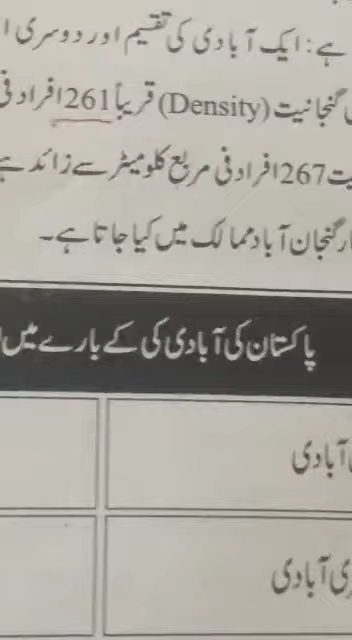 ہے: ایک آبادی کی تقسیم اور دوسری ا
گنجانیت (Density) قریباً 261 افراد فی
267 افراد فی مربع کلومیٹر سے زائد ہے
گنجان آباد ممالک میں کیا جاتا ہے۔
پاکستان کی آبادی کی کے بارے میں
آبادی
ری آبادی